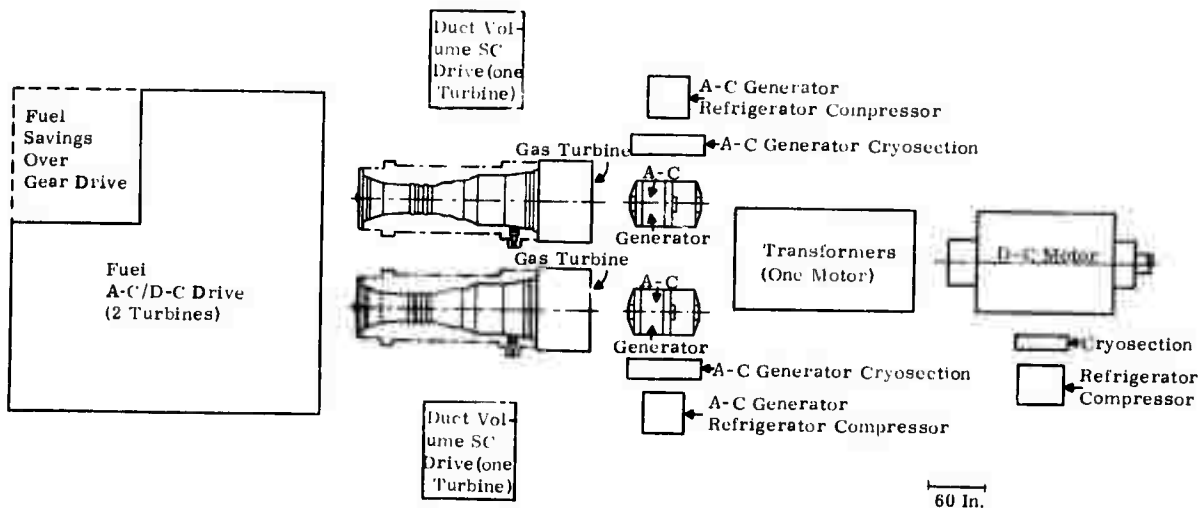 Duct Vol-
ume SC
Drive(one
Turbine)
Fuel
Savings
Over
Gear Drive
Fuel
A-C/D-C Drive
(2 Turbines)
A-C Generator
Refrigerator Compressor
A-C Generator Cryosection
Gas Turbine
A-C
Generator
Gas Turbine
A-C
Generator
A-C Generator Cryosection
A-C Generator
Refrigerator Compressor
Duct Vol-
ume SC
Drive(one
Turbine)
Transformers
(One Motor)
D-C Motor
Cryosection
Refrigerator
Compressor
60 In.